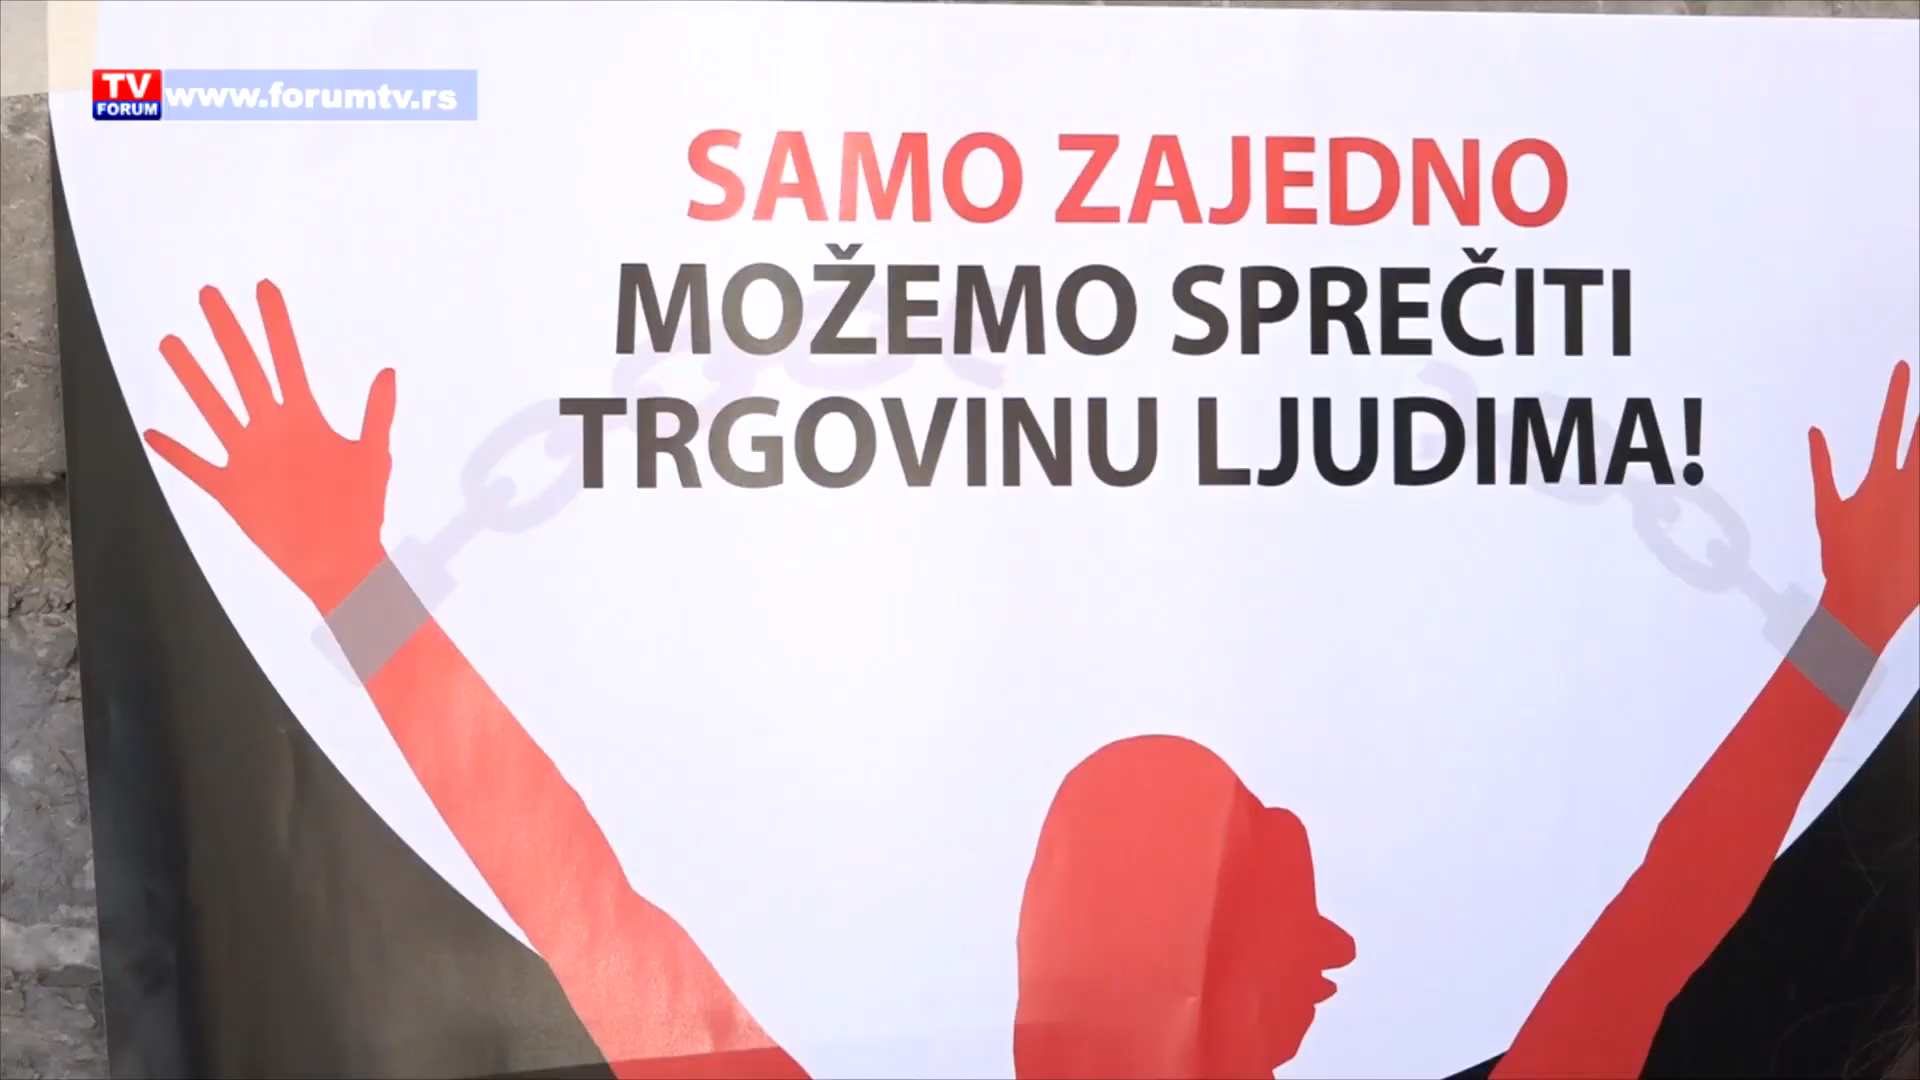 TV
FORUM
www.forumtv.rs
SAMO ZAJEDNO
MOŽEMO SPREČITI
TRGOVINU LJUDIMA!